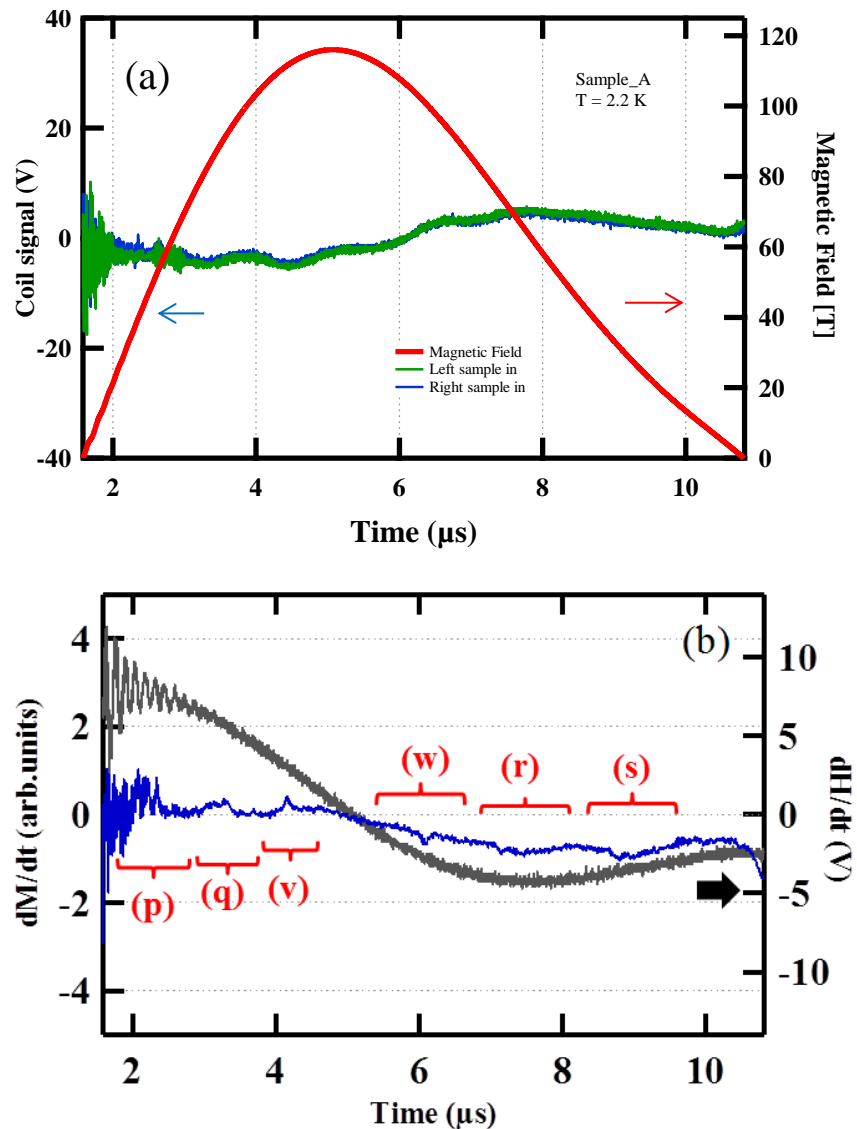 (a)
Sample_A
T = 2.2 K
40
20
0
-20
-40
Coil signal (V)
120
100
80
60
40
20
0
Magnetic Field [T]
Magnetic Field
Left sample in
Right sample in
2 4 6 8 10
Time (µs)
(b)
4
2
0
-2
-4
dM/dt (arb.units)
10
5
0
-5
-10
dH/dt (V)
(w) (r) (s)
(p) (q) (v)
2 4 6 8 10
Time (µs)